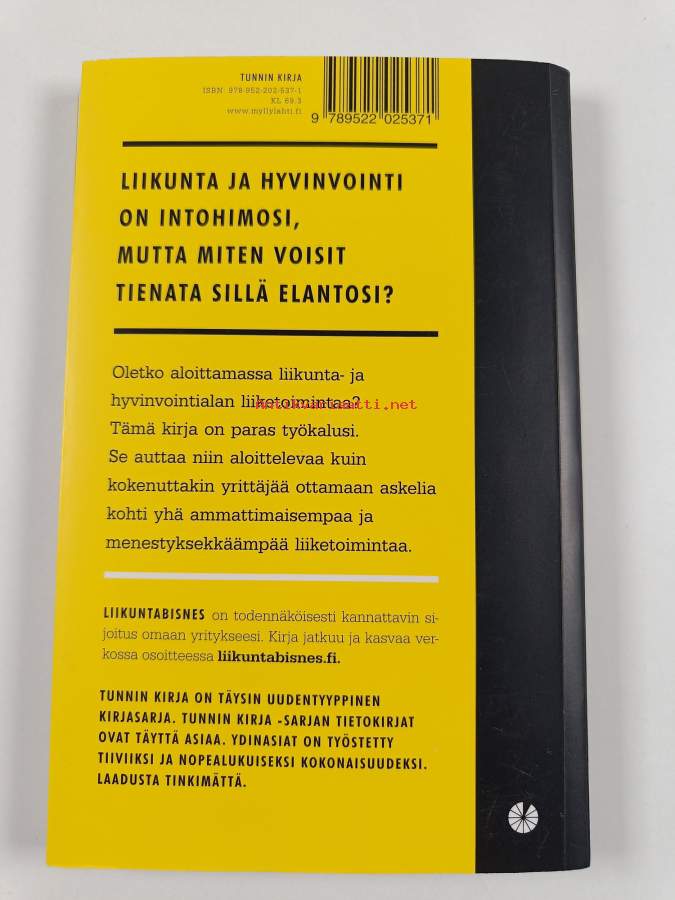 TUNNIN KIRJA
ISBN 978-952-202-537-1
KL 69.3
www.myllylahti.fi
9 789522 025371
LIIKUNTA JA HYVINVOINTI
ON INTOHIMOSI,
MUTTA MITEN VOISIT
TIENATA SILLÄ ELANTOSI?
Oletko aloittamassa liikunta- ja
hyvinvointialan liiketoimintaa?
Antikvariaatti.net
Tämä kirja on paras työkalusi.
Se auttaa niin aloittelevaa kuin
kokenuttakin yrittäjää ottamaan askelia
kohti yhä ammattimaisempaa ja
menestyksekkäämpää liiketoimintaa.
LIIKUNTABISNES on todennäköisesti kannattavin si-
joitus omaan yritykseesi. Kirja jatkuu ja kasvaa ver-
kossa osoitteessa liikuntabisnes.fi.
TUNNIN KIRJA ON TÄYSIN UUDENTYYPPINEN
KIRJASARJA. TUNNIN KIRJA -SARJAN TIETOKIRJAT
OVAT TÄYTTÄ ASIAA. YDINASIAT ON TYÖSTETTY
TIIVIIKSI JA NOPEALUKUISEKSI KOKONAISUUDEKSI.
LAADUSTA TINKIMÄTTÄ.